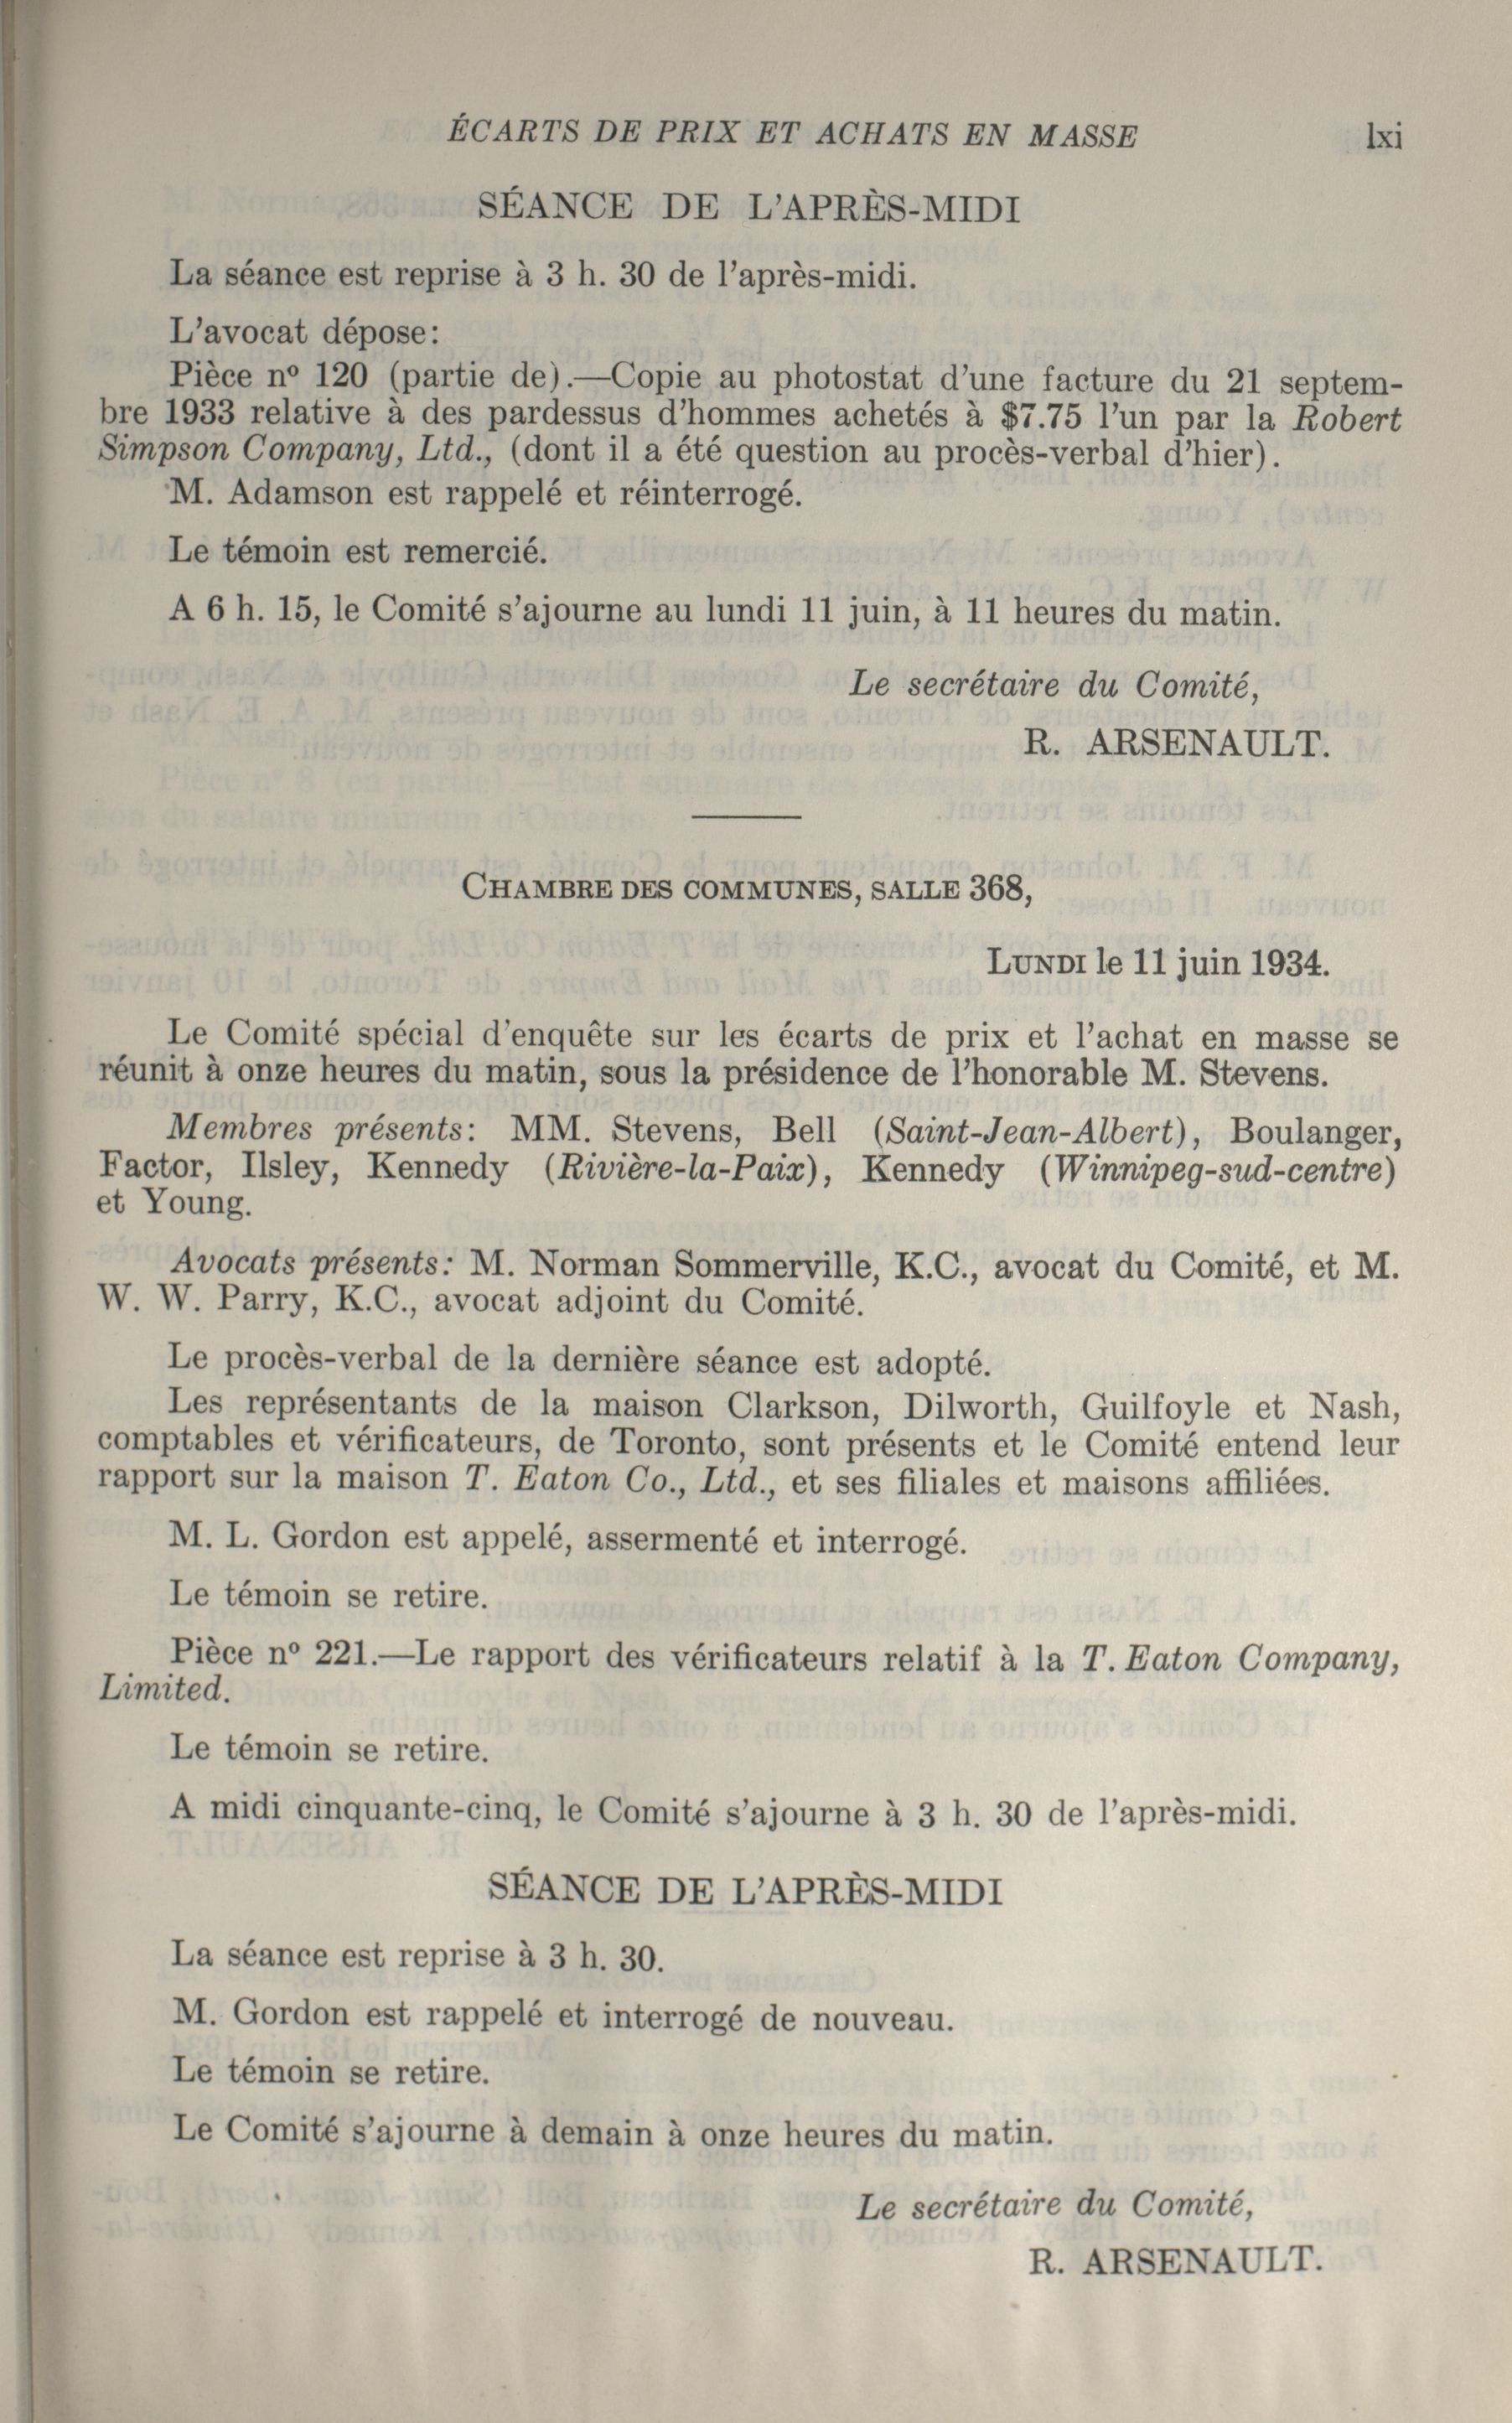 ÉCARTS DE PRIX ET ACHATS EN MASSE lxi
SÉANCE DE L'APRÈS-MIDI
La séance est reprise à 3 h. 30 de l'après-midi.
L'avocat dépose:
Pièce nº 120 (partie de).—Copie au photostat d'une facture du 21 septem-
bre 1933 relative à des pardessus d'hommes achetés à $7.75 l'un par la Robert
Simpson Company, Ltd., (dont il a été question au procès-verbal d'hier).
M. Adamson est rappelé et réinterrogé.
Le témoin est remercié.
A 6 h. 15, le Comité s'ajourne au lundi 11 juin, à 11 heures du matin.
Le secrétaire du Comité,
R. ARSENAULT.
CHAMBRE DES COMMUNES, SALLE 368,
LUNDI le 11 juin 1934.
Le Comité spécial d'enquête sur les écarts de prix et l'achat en masse se
réunit à onze heures du matin, sous la présidence de l'honorable M. Stevens.
Membres présents: MM. Stevens, Bell (Saint-Jean-Albert), Boulanger,
Factor, Ilsley, Kennedy (Rivière-la-Paix), Kennedy (Winnipeg-sud-centre)
et Young.
Avocats présents: M. Norman Sommerville, K.C., avocat du Comité, et M.
W. W. Parry, K.C., avocat adjoint du Comité.
Le procès-verbal de la dernière séance est adopté.
Les représentants de la maison Clarkson, Dilworth, Guilfoyle et Nash,
comptables et vérificateurs, de Toronto, sont présents et le Comité entend leur
rapport sur la maison T. Eaton Co., Ltd., et ses filiales et maisons affiliées.
M. L. Gordon est appelé, assermenté et interrogé.
Le témoin se retire.
Pièce nº 221.—Le rapport des vérificateurs relatif à la T. Eaton Company,
Limited.
Le témoin se retire.
A midi cinquante-cinq, le Comité s'ajourne à 3 h. 30 de l'après-midi.
SÉANCE DE L'APRÈS-MIDI
La séance est reprise à 3 h. 30.
M. Gordon est rappelé et interrogé de nouveau.
Le témoin se retire.
Le Comité s'ajourne à demain à onze heures du matin.
Le secrétaire du Comité,
R. ARSENAULT.